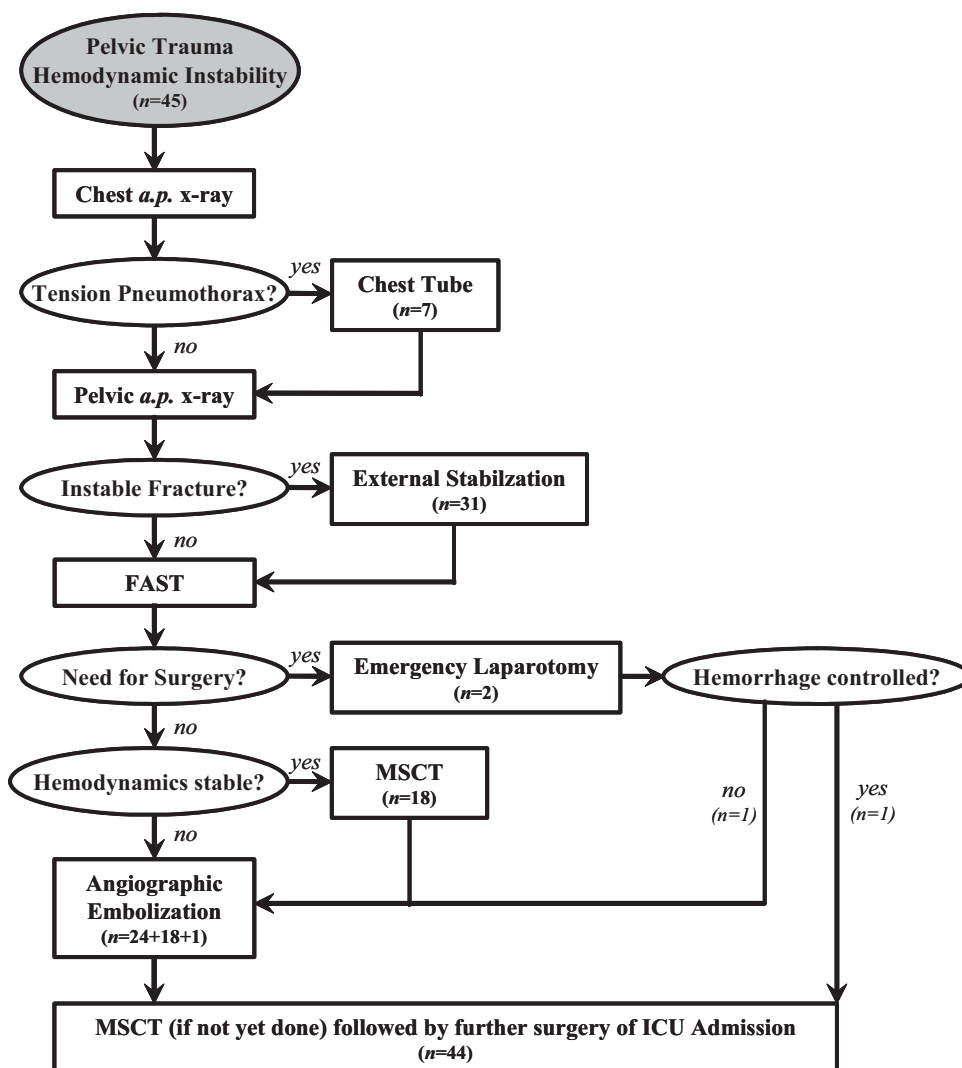 Pelvic Trauma
Hemodynamic Instability
(n=45)
Chest a.p. x-ray
Tension Pneumothorax?
yes
Chest Tube
(n=7)
no
Pelvic a.p. x-ray
Instable Fracture?
yes
External Stabilzation
(n=31)
no
FAST
Need for Surgery?
yes
Emergency Laparotomy
(n=2)
Hemorrhage controlled?
no
Hemodynamics stable?
yes
MSCT
(n=18)
no
(n=1)
yes
(n=1)
no
Angiographic
Embolization
(n=24+18+1)
MSCT (if not yet done) followed by further surgery of ICU Admission
(n=44)